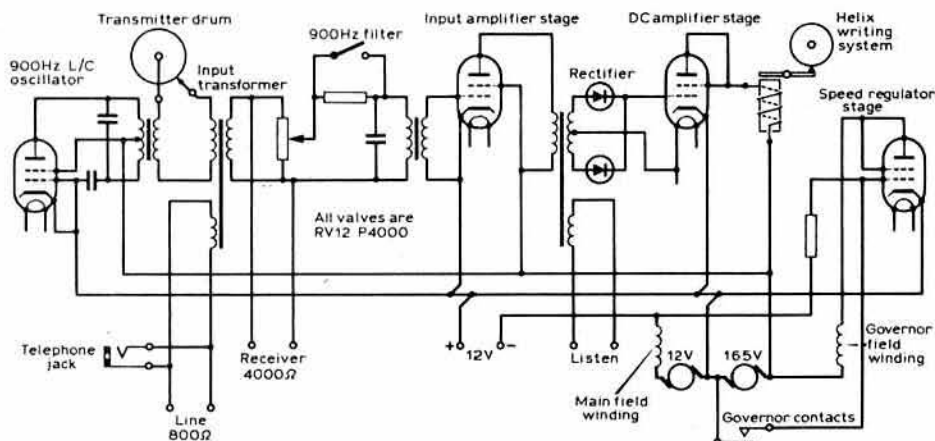 Transmitter drum
900Hz L/C
oscillator
Input
transformer
900Hz filter
Input amplifier stage
Rectifier
DC amplifier stage
Helix
writing
system
Speed regulator
stage
All valves are
RV12 P4000
Telephone
jack
Line
800Ω
Receiver
4000Ω
+ 12V −
Listen
Main field
winding
12V
165V
Governor
field
winding
Governor contacts